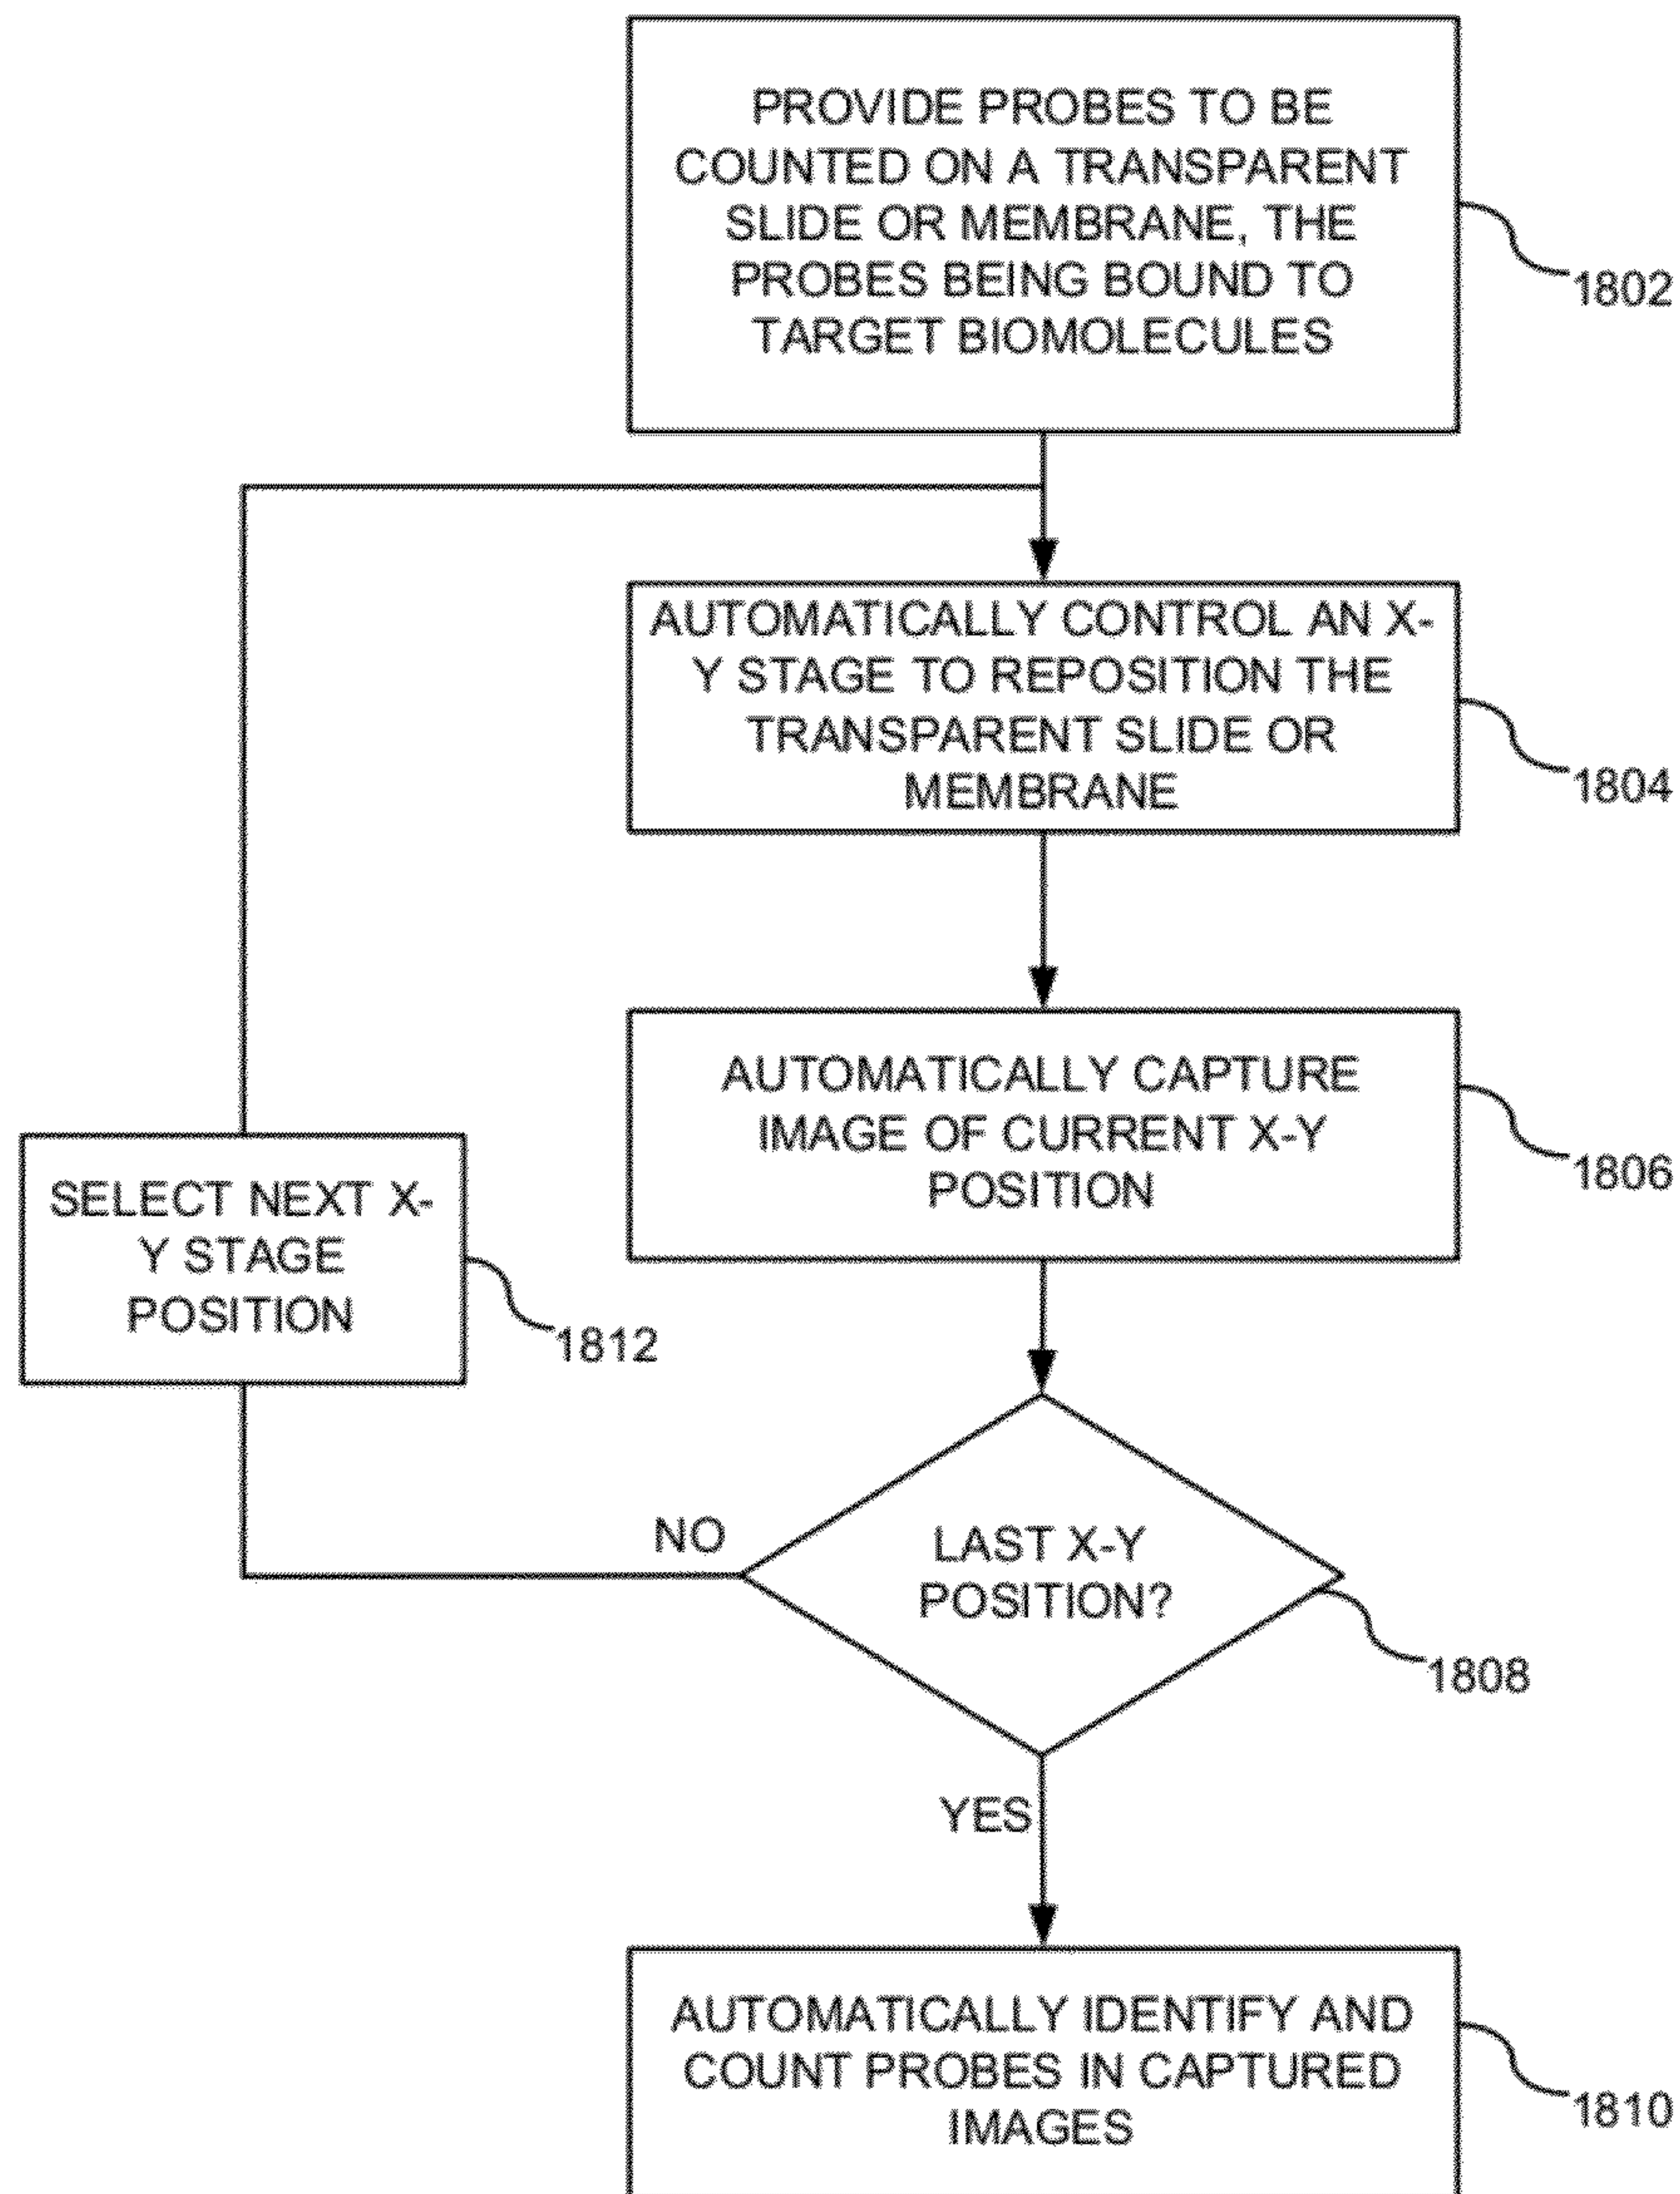 PROVIDE PROBES TO BE
COUNTED ON A TRANSPARENT
SLIDE OR MEMBRANE, THE
PROBES BEING BOUND TO
TARGET BIOMOLECULES
1802
AUTOMATICALLY CONTROL AN X-
Y STAGE TO REPOSITION THE
TRANSPARENT SLIDE OR
MEMBRANE
1804
AUTOMATICALLY CAPTURE
IMAGE OF CURRENT X-Y
POSITION
1806
SELECT NEXT X-
Y STAGE
POSITION
1812
NO
LAST X-Y
POSITION?
1808
YES
AUTOMATICALLY IDENTIFY AND
COUNT PROBES IN CAPTURED
IMAGES
1810